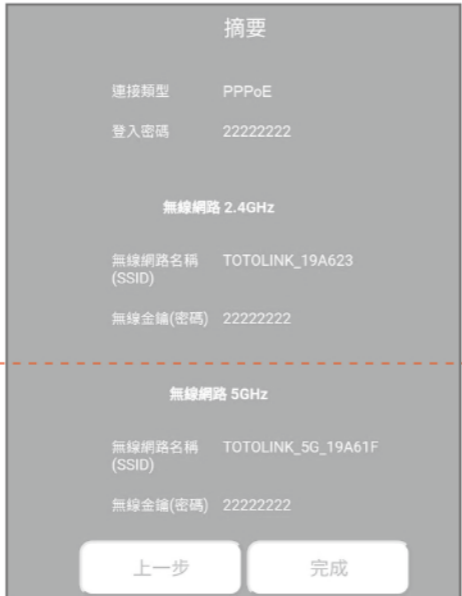 摘要
連接類型 PPPoE
登入密碼 22222222
無線網路 2.4GHz
無線網路名稱 TOTOLINK_19A623
(SSID)
無線金鑰(密碼) 22222222
無線網路 5GHz
無線網路名稱 TOTOLINK_5G_19A61F
(SSID)
無線金鑰(密碼) 22222222
上一步 完成